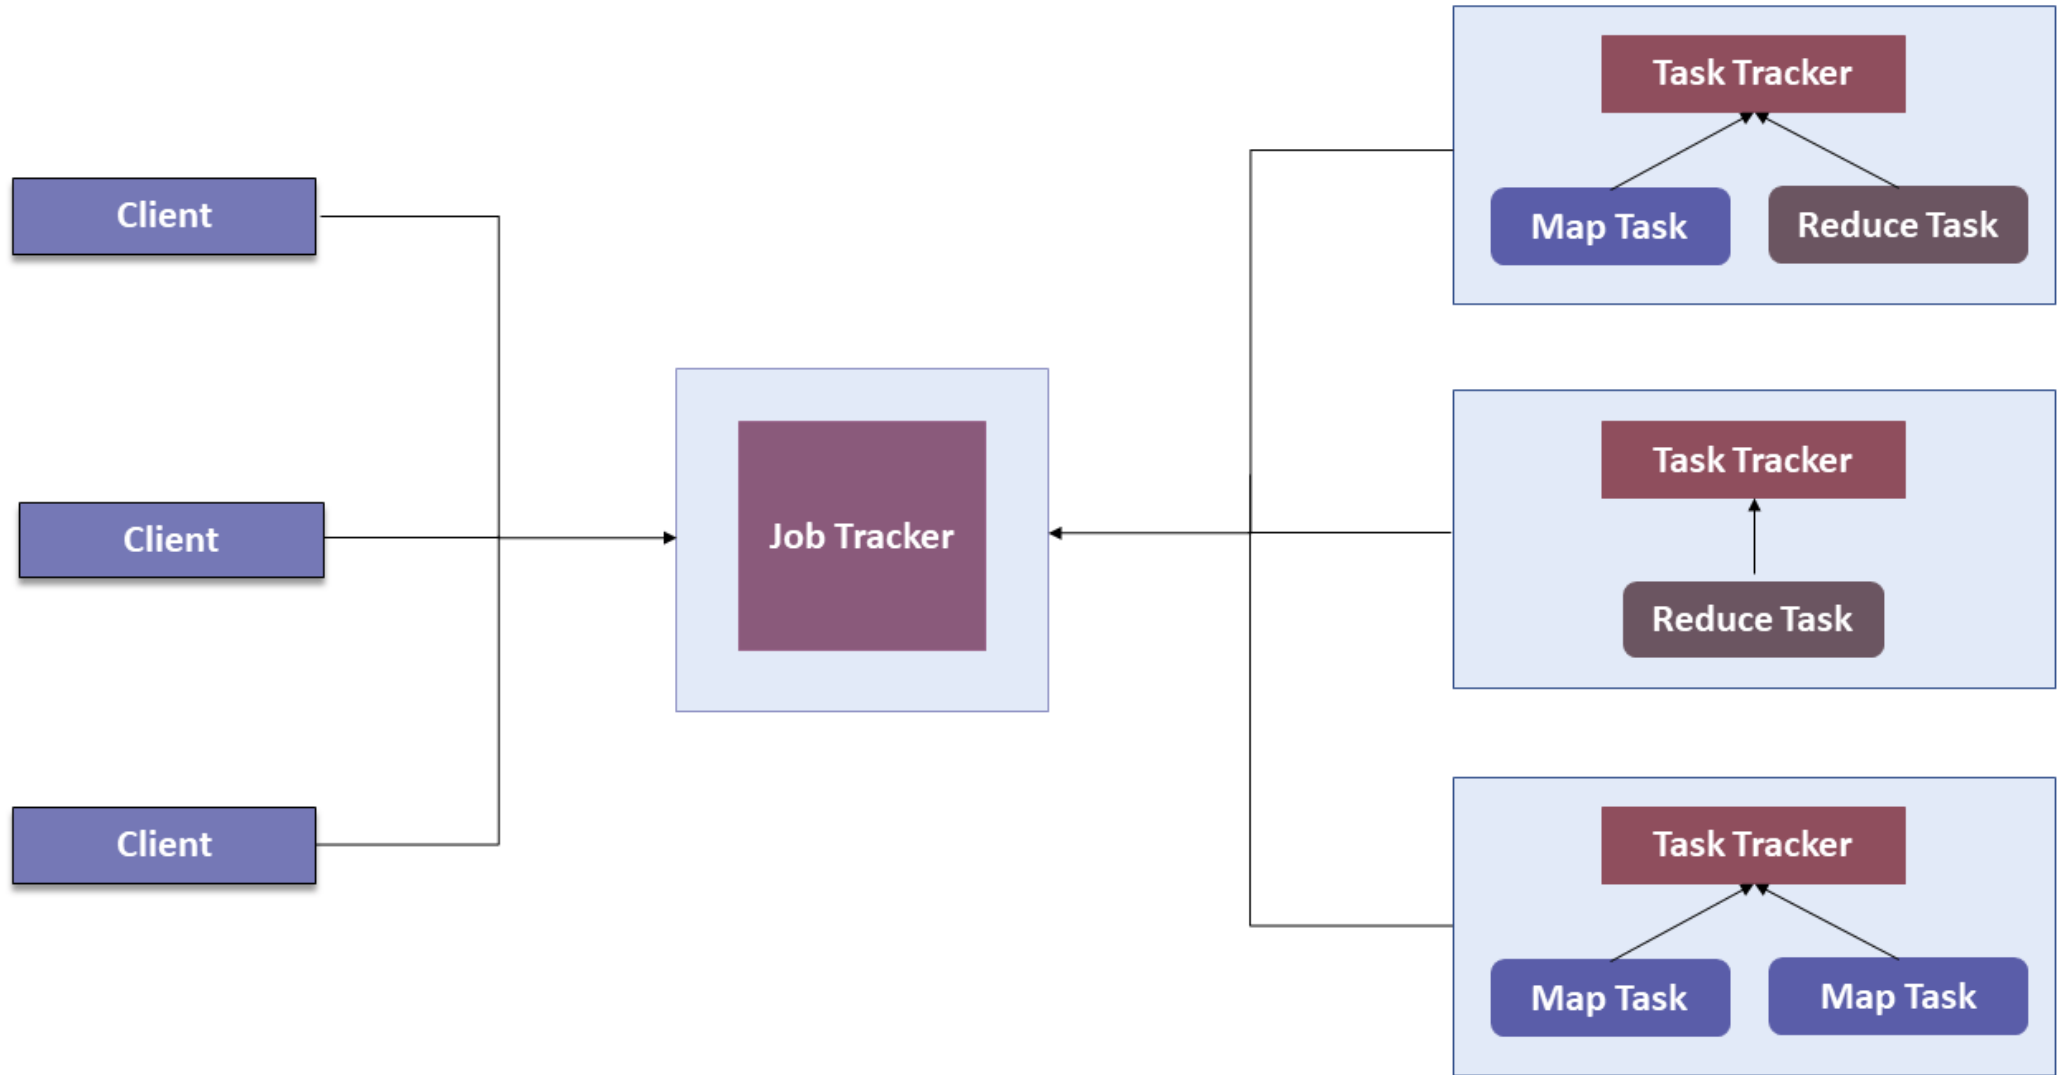 Client
Client
Client
Job Tracker
Task Tracker
Map Task
Reduce Task
Task Tracker
Reduce Task
Task Tracker
Map Task
Map Task